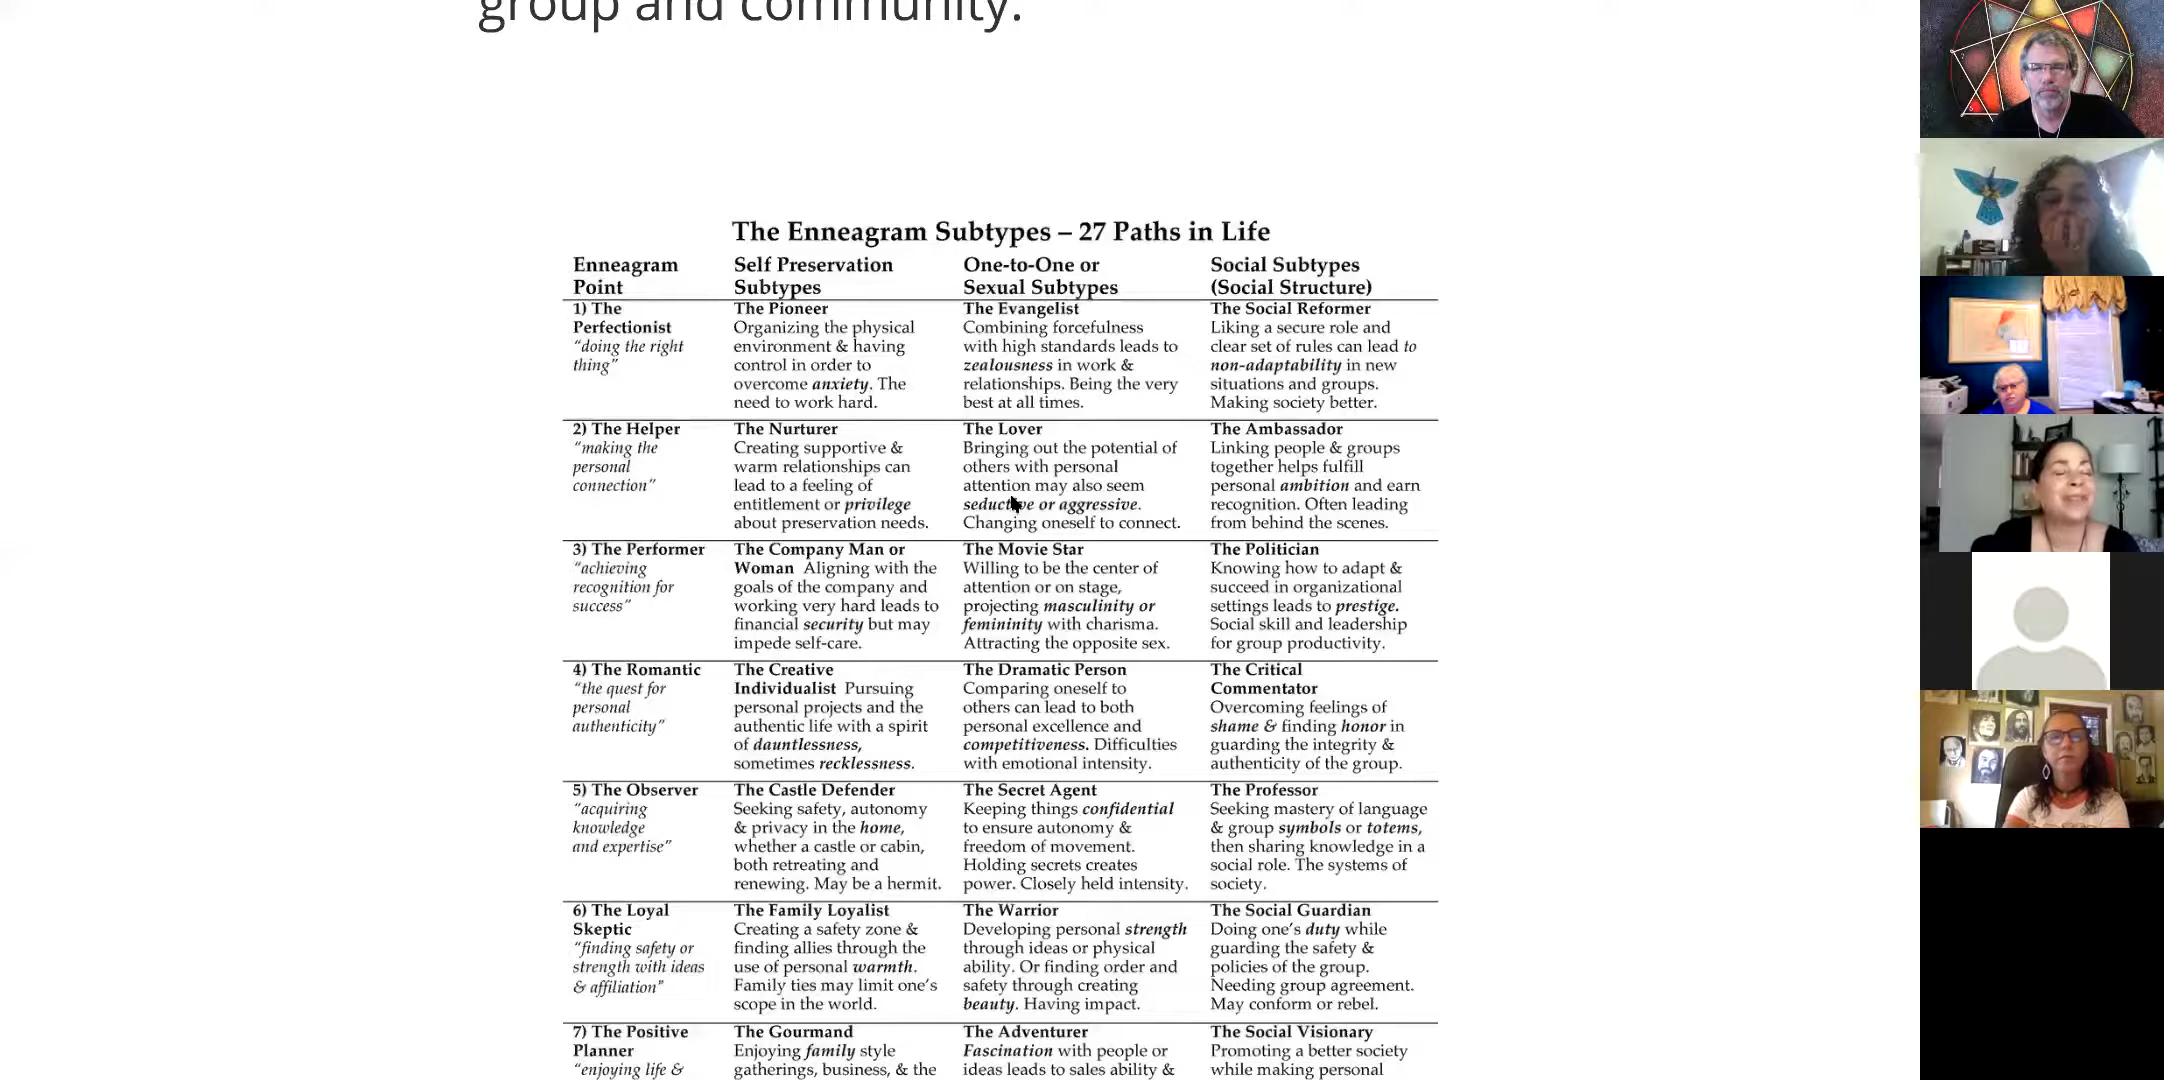 group and community.
The Enneagram Subtypes – 27 Paths in Life
Enneagram
Point
Self Preservation
Subtypes
One-to-One or
Sexual Subtypes
Social Subtypes
(Social Structure)
1) The
Perfectionist
“doing the right
thing”
The Pioneer
Organizing the physical
environment & having
control in order to
overcome anxiety. The
need to work hard.
The Evangelist
Combining forcefulness
with high standards leads to
zealousness in work &
relationships. Being the very
best at all times.
The Social Reformer
Liking a secure role and
clear set of rules can lead to
non-adaptability in new
situations and groups.
Making society better.
2) The Helper
“making the
personal
connection”
The Nurturer
Creating supportive &
warm relationships can
lead to a feeling of
entitlement or privilege
about preservation needs.
The Lover
Bringing out the potential of
others with personal
attention may also seem
seductive or aggressive.
Changing oneself to connect.
The Ambassador
Linking people & groups
together helps fulfill
personal ambition and earn
recognition. Often leading
from behind the scenes.
3) The Performer
“achieving
recognition for
success”
The Company Man or
Woman Aligning with the
goals of the company and
working very hard leads to
financial security but may
impede self-care.
The Movie Star
Willing to be the center of
attention or on stage,
projecting masculinity or
femininity with charisma.
Attracting the opposite sex.
The Politician
Knowing how to adapt &
succeed in organizational
settings leads to prestige.
Social skill and leadership
for group productivity.
4) The Romantic
“the quest for
personal
authenticity”
The Creative
Individualist Pursuing
personal projects and the
authentic life with a spirit
of dauntlessness,
sometimes recklessness.
The Dramatic Person
Comparing oneself to
others can lead to both
personal excellence and
competitiveness. Difficulties
with emotional intensity.
The Critical
Commentator
Overcoming feelings of
shame & finding honor in
guarding the integrity &
authenticity of the group.
5) The Observer
“acquiring
knowledge
and expertise”
The Castle Defender
Seeking safety, autonomy
& privacy in the home,
whether a castle or cabin,
both retreating and
renewing. May be a hermit.
The Secret Agent
Keeping things confidential
to ensure autonomy &
freedom of movement.
Holding secrets creates
power. Closely held intensity.
The Professor
Seeking mastery of language
& group symbols or totems,
then sharing knowledge in a
social role. The systems of
society.
6) The Loyal
Skeptic
“finding safety or
strength with ideas
& affiliation”
The Family Loyalist
Creating a safety zone &
finding allies through the
use of personal warmth.
Family ties may limit one’s
scope in the world.
The Warrior
Developing personal strength
through ideas or physical
ability. Or finding order and
safety through creating
beauty. Having impact.
The Social Guardian
Doing one’s duty while
guarding the safety &
policies of the group.
Needing group agreement.
May conform or rebel.
7) The Positive
Planner
“enjoying life &
The Gourmand
Enjoying family style
gatherings, business, & the
The Adventurer
Fascination with people or
ideas leads to sales ability &
The Social Visionary
Promoting a better society
while making personal